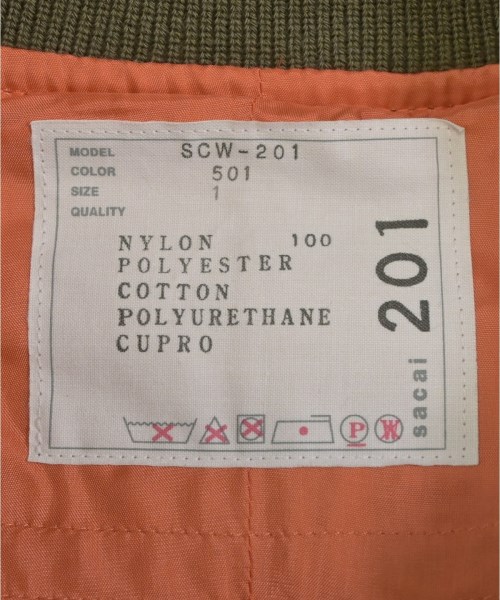 MODEL SCW-201
COLOR 501
SIZE 1
QUALITY
NYLON 100
POLYESTER
COTTON
POLYURETHANE
CUPRO
P W
sacai 201